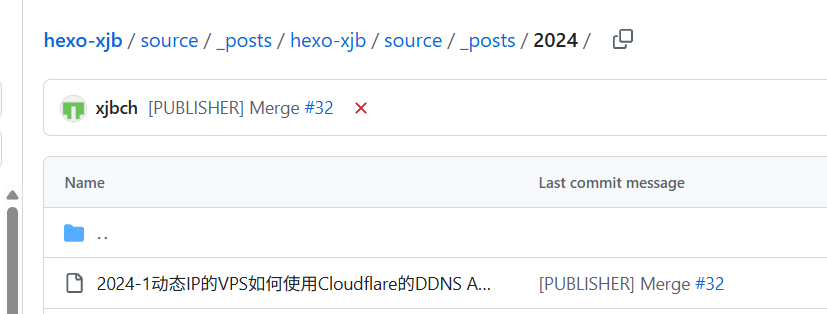 hexo-xjb / source / _posts / hexo-xjb / source / _posts / 2024 /
xjbch [PUBLISHER] Merge #32
Name Last commit message
..
2024-1动态IP的VPS如何使用Cloudflare的DDNS A... [PUBLISHER] Merge #32